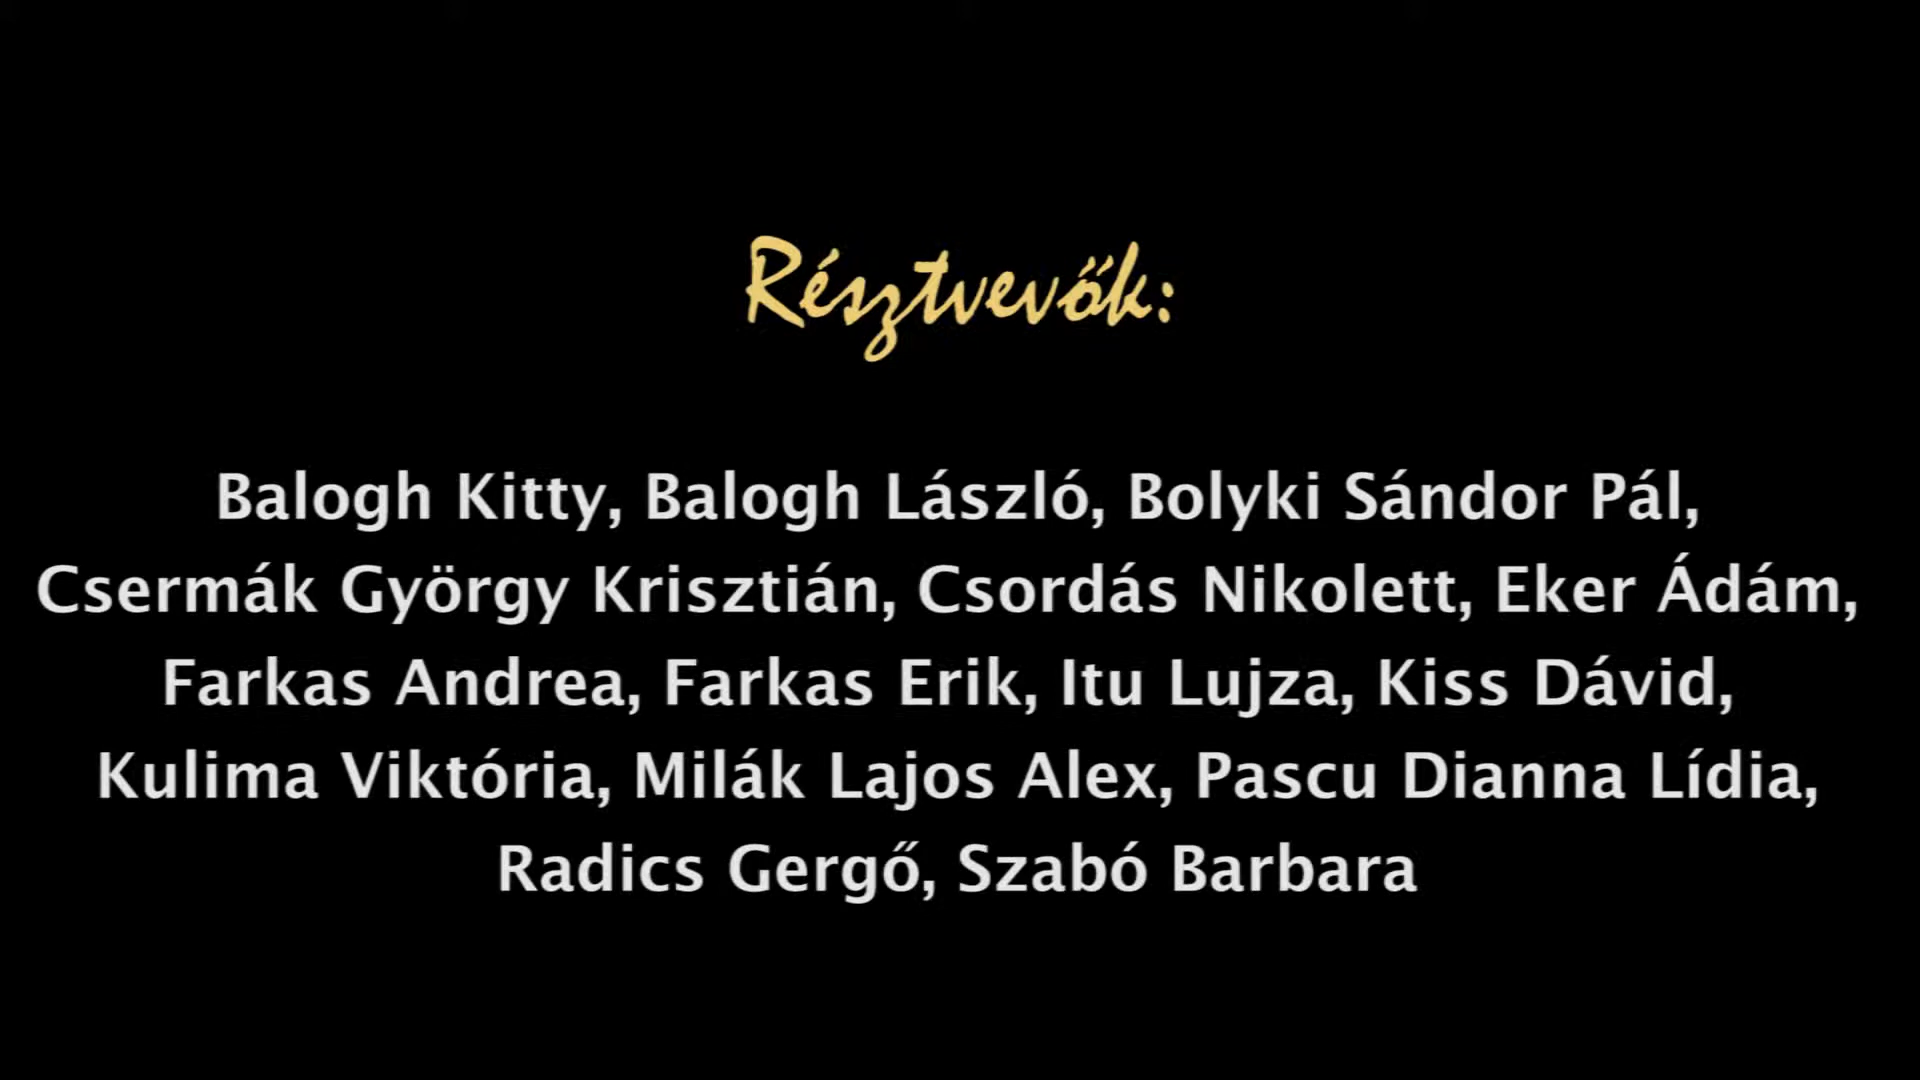 Résztvevők:
Balogh Kitty, Balogh László, Bolyki Sándor Pál,
Csermák György Krisztián, Csordás Nikolett, Eker Ádám,
Farkas Andrea, Farkas Erik, Itu Lujza, Kiss Dávid,
Kulima Viktória, Milák Lajos Alex, Pascu Dianna Lídia,
Radics Gergő, Szabó Barbara